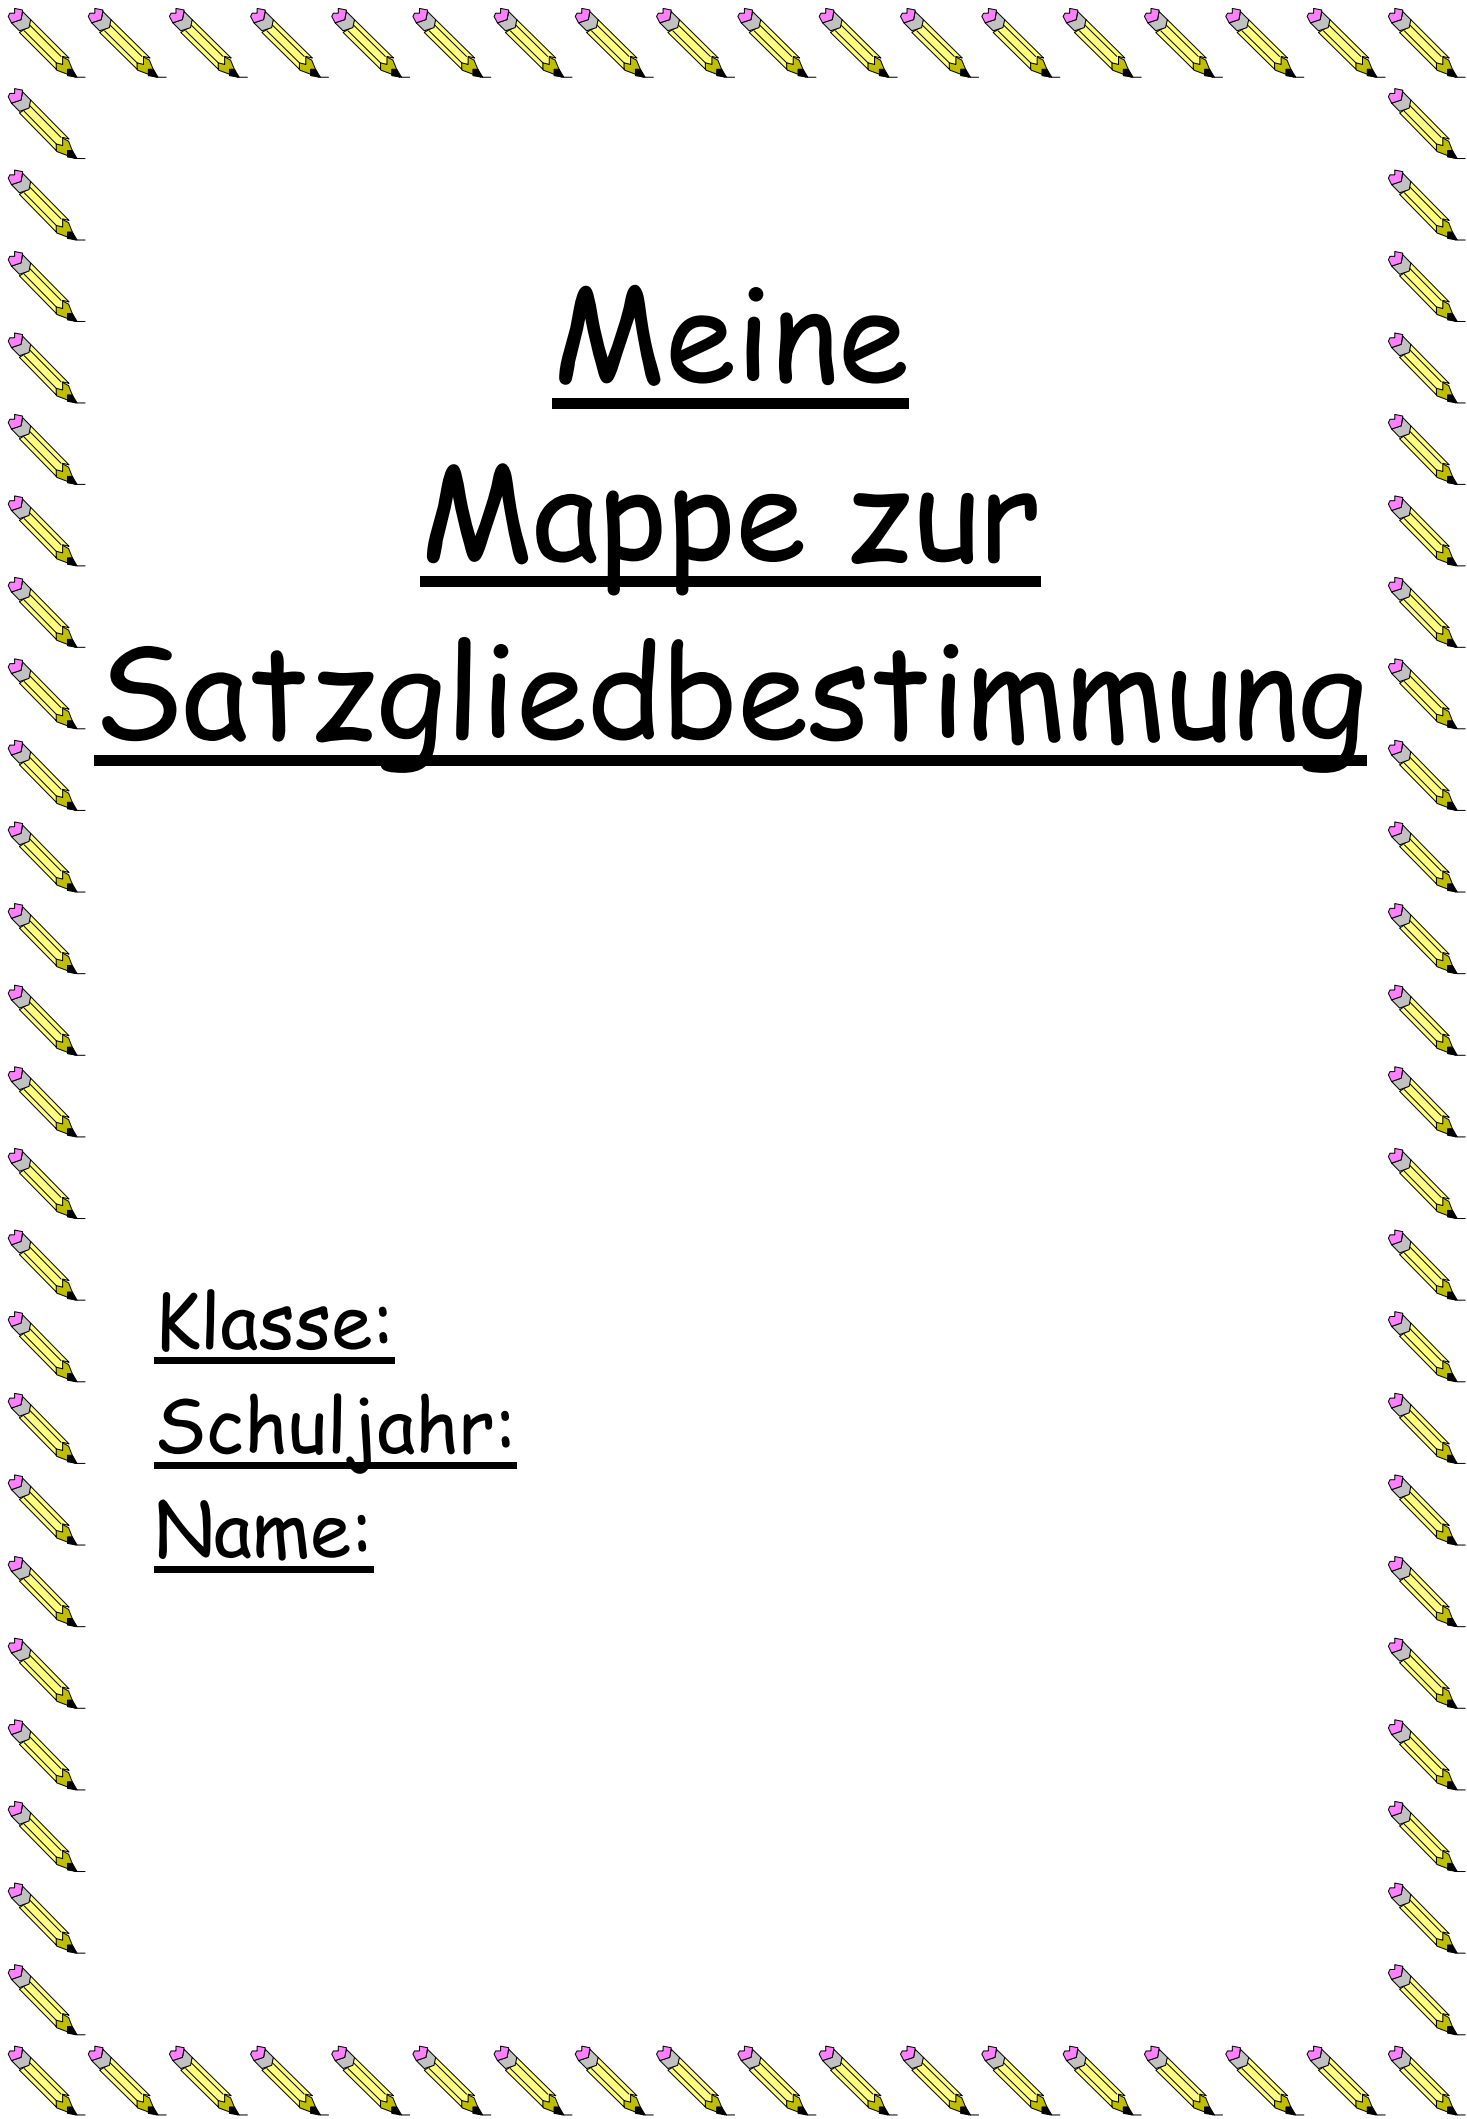 Meine
Mappe zur
Satzgliedbestimmung
Klasse:
Schuljahr:
Name: